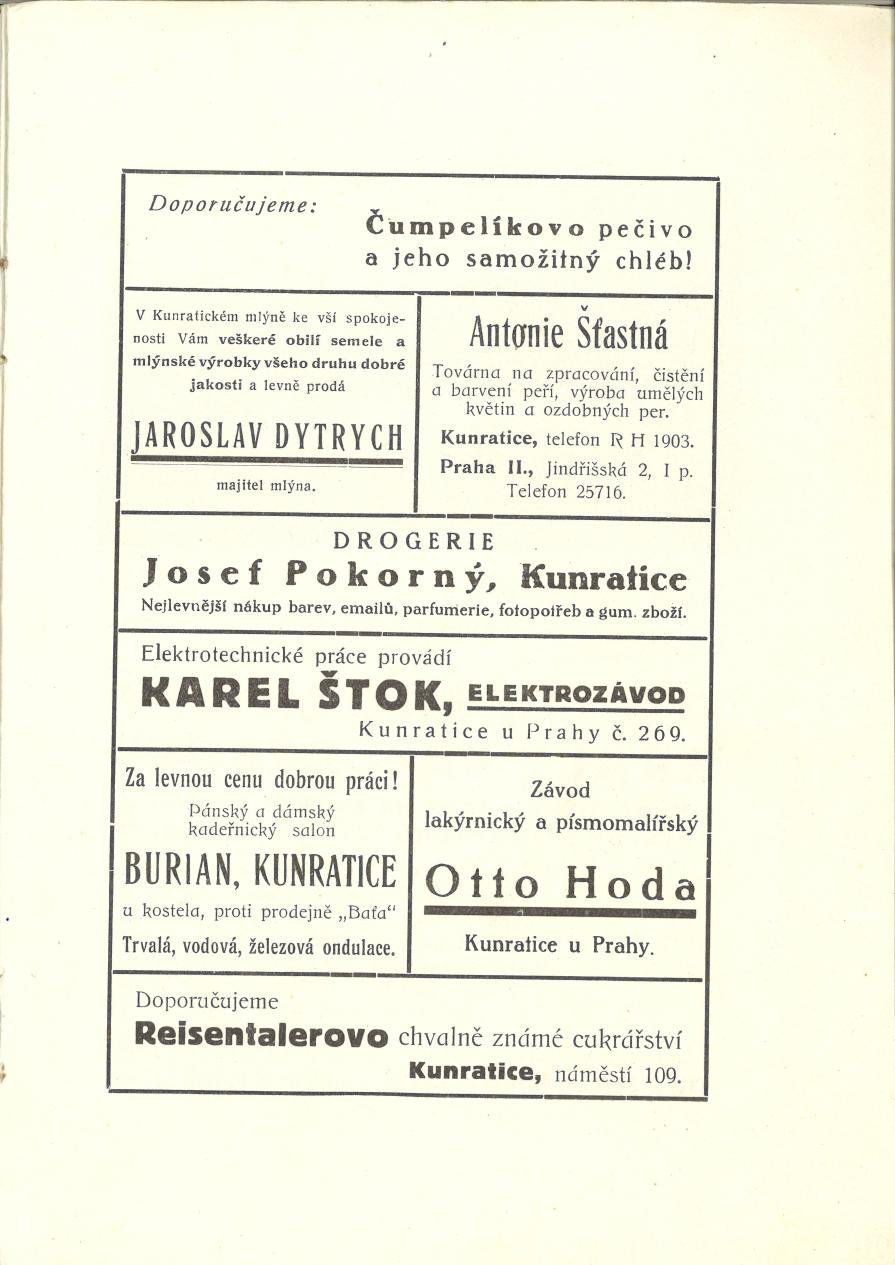 Doporučujeme:
Čumpelíkovo pečivo
a jeho samožitný chléb!
V Kunratickém mlýně ke vší spokoje-
nosti Vám veškeré obilí semele a
mlýnské výrobky všeho druhu dobré
jakosti a levně prodá
JAROSLAV DYTRYCH
majitel mlýna.
Antonie Šťastná
Továrna na zpracování, čistění
a barvení peří, výroba umělých
květin a ozdobných per.
Kunratice, telefon R H 1903.
Praha II., Jindřišská 2, I p.
Telefon 25716.
DROGERIE
Josef Pokorný, Kunratice
Nejlevnější nákup barev, emailů, parfumerie, fotopotřeb a gum. zboží.
Elektrotechnické práce provádí
KAREL ŠTOK, ELEKTROZÁVOD
Kunratice u Prahy č. 269.
Za levnou cenu dobrou práci!
Pánský a dámský
kadeřnický salon
BURIAN, KUNRATICE
u kostela, proti prodejně „Baťa“
Trvalá, vodová, železová ondulace.
Závod
lakýrnický a písmomalířský
Otto Hoda
Kunratice u Prahy.
Doporučujeme
Reisentalerovo chvalně známé cukrářství
Kunratice, náměstí 109.